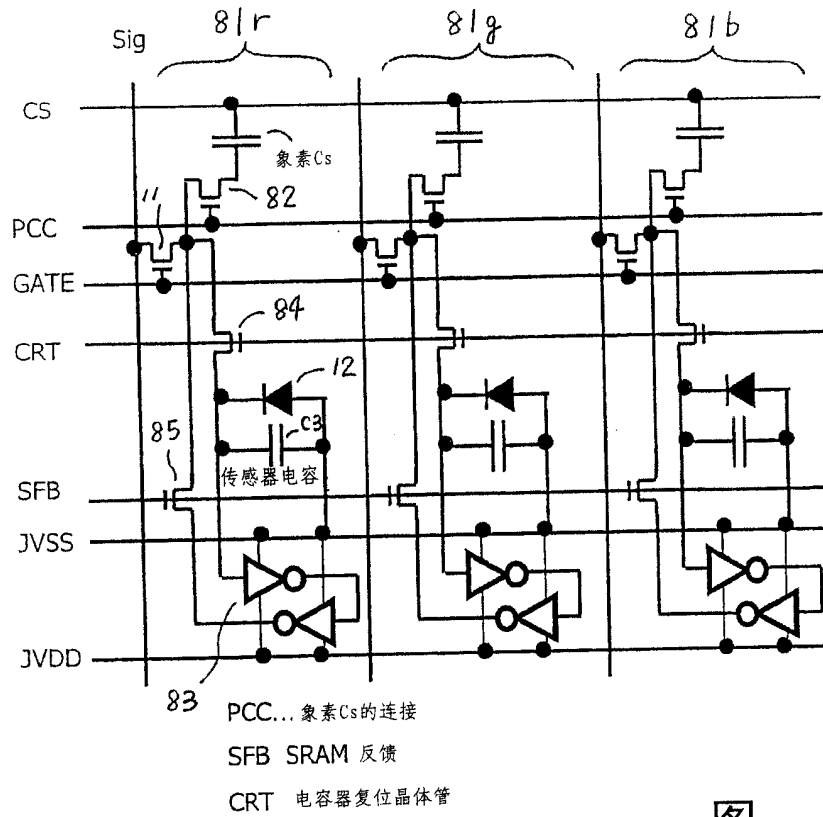 Sig
81r
81g
81b
CS
象素Cs
82
PCC
11
GATE
84
CRT
12
C3
85
传感器电容
SFB
JVSS
JVDD
83
PCC... 象素Cs的连接
SFB SRAM 反馈
CRT 电容器复位晶体管